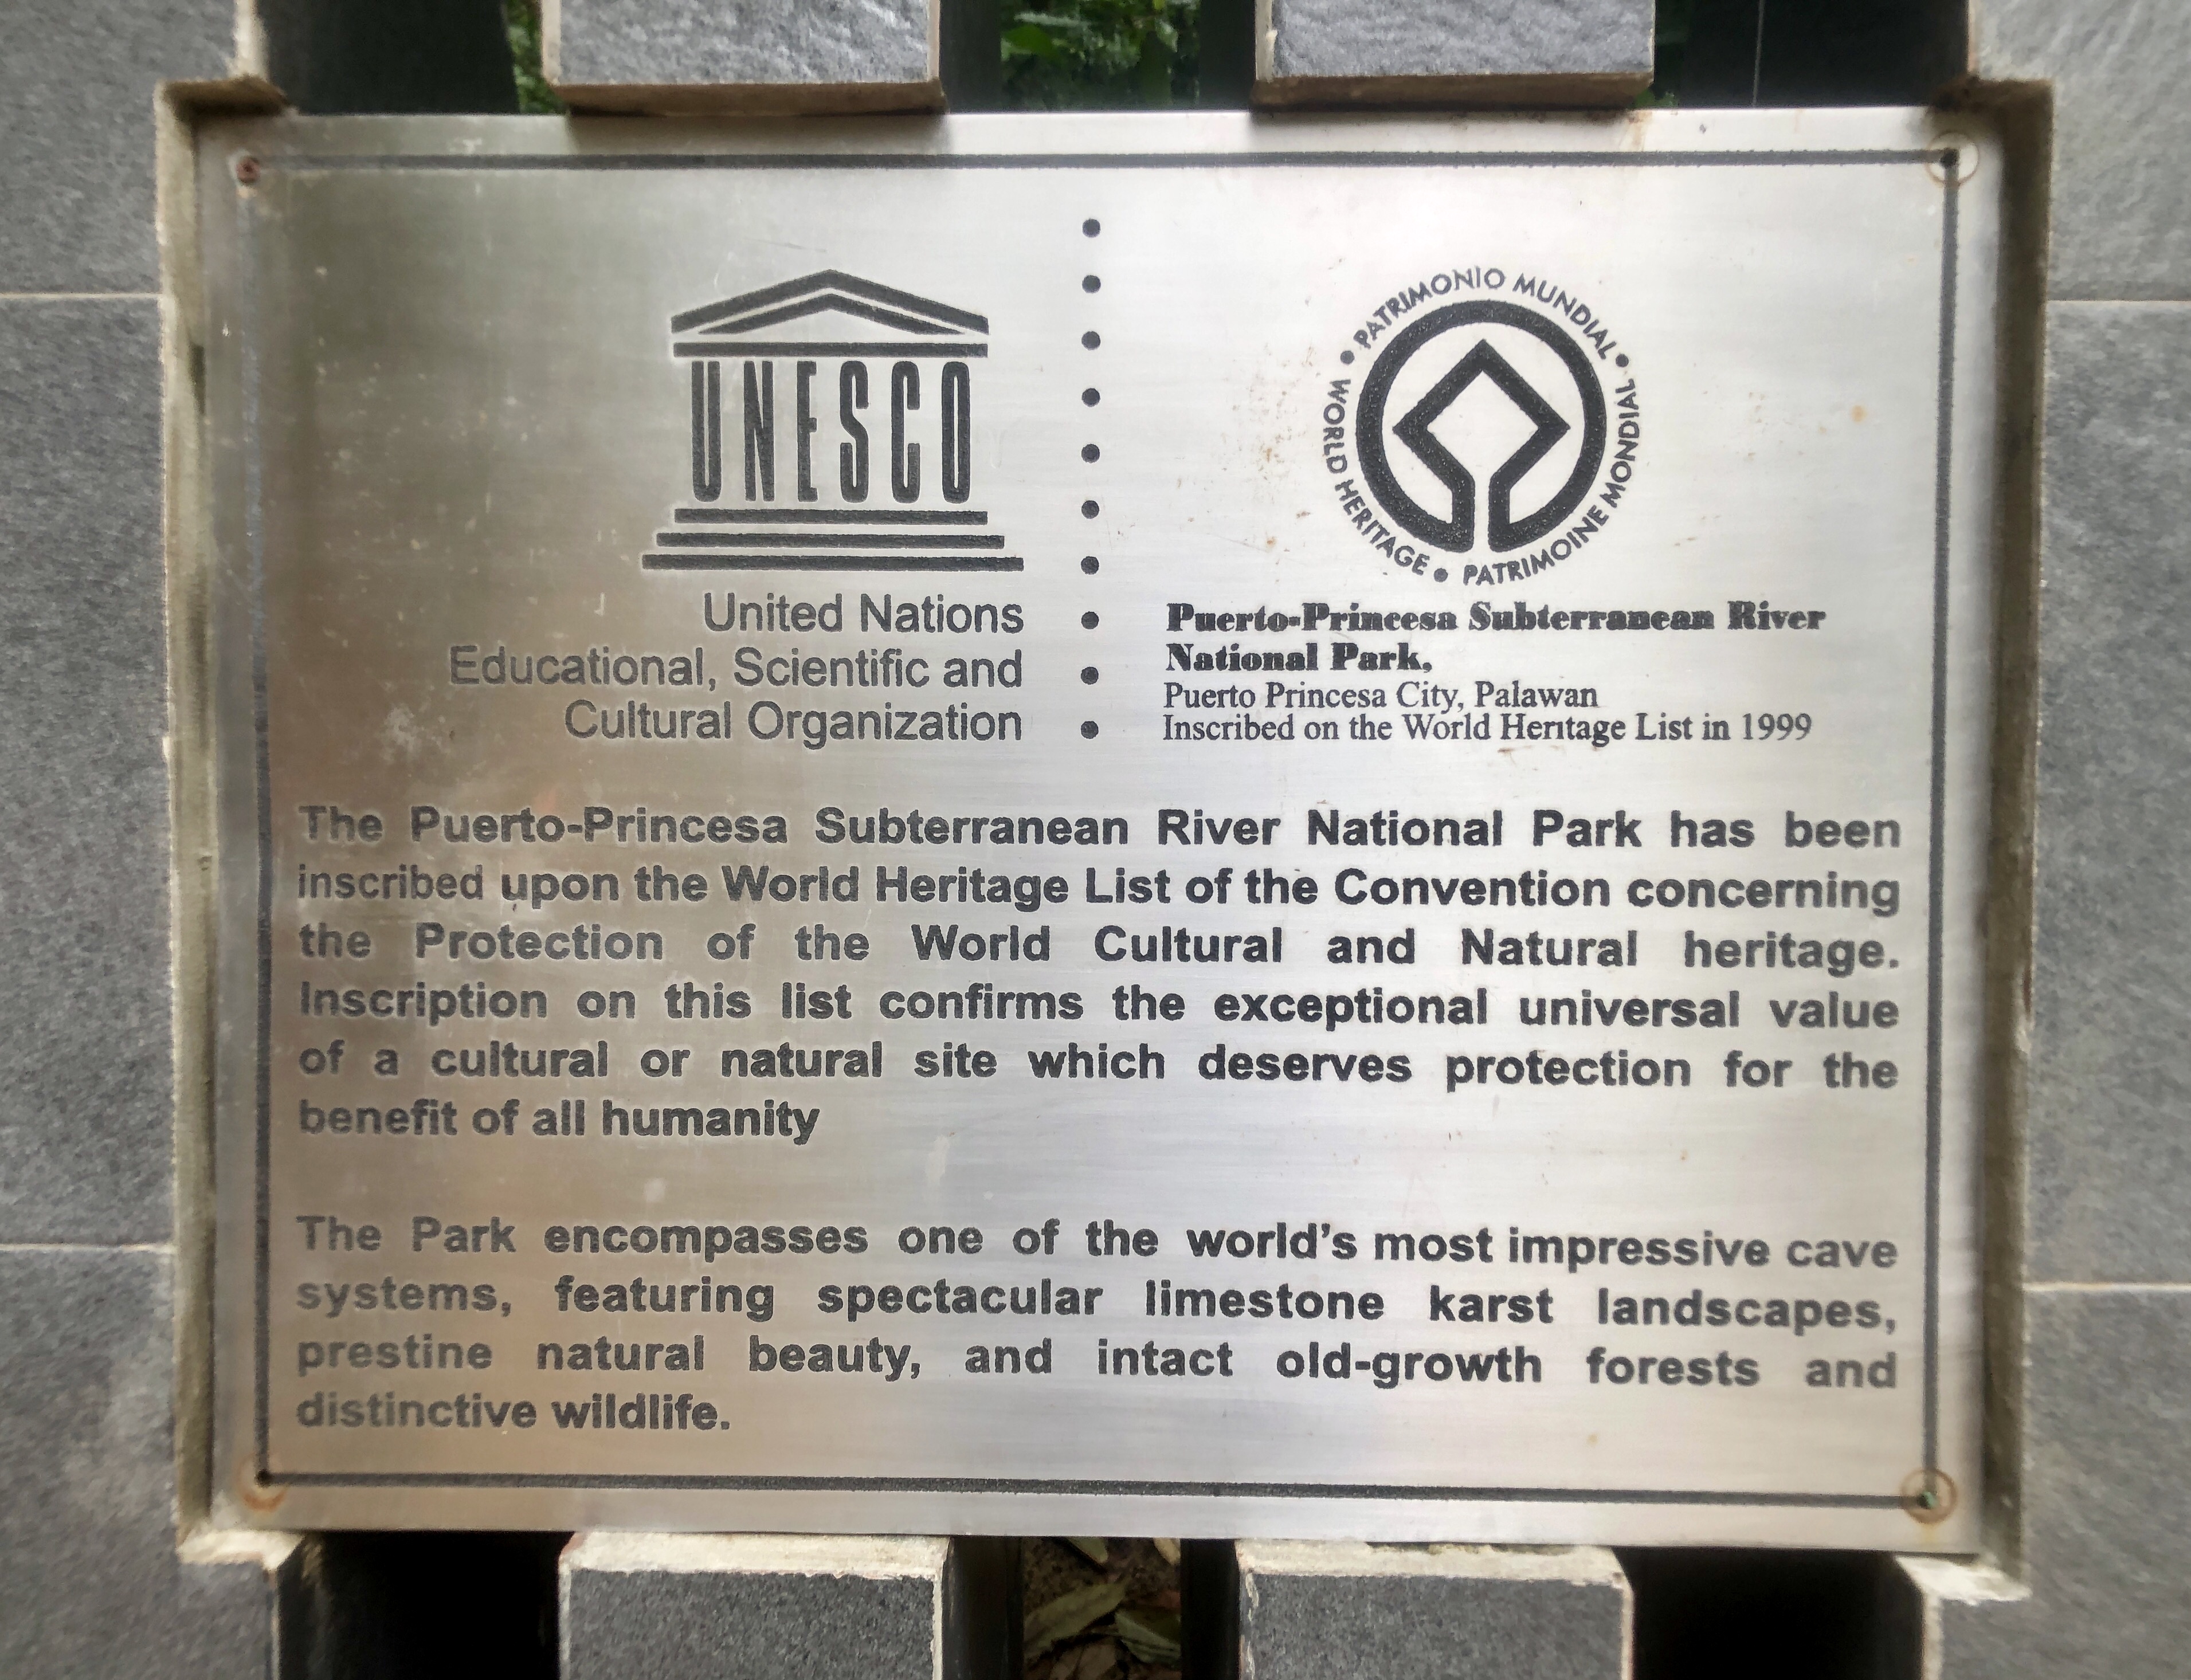 UNESCO
United Nations
Educational, Scientific and
Cultural Organization
PATRIMONIO MUNDIAL • WORLD HERITAGE • PATRIMOINE MONDIAL •
Puerto-Princesa Subterranean River
National Park,
Puerto Princesa City, Palawan
Inscribed on the World Heritage List in 1999
The Puerto-Princesa Subterranean River National Park has been
inscribed upon the World Heritage List of the Convention concerning
the Protection of the World Cultural and Natural heritage.
Inscription on this list confirms the exceptional universal value
of a cultural or natural site which deserves protection for the
benefit of all humanity
The Park encompasses one of the world's most impressive cave
systems, featuring spectacular limestone karst landscapes,
prestine natural beauty, and intact old-growth forests and
distinctive wildlife.